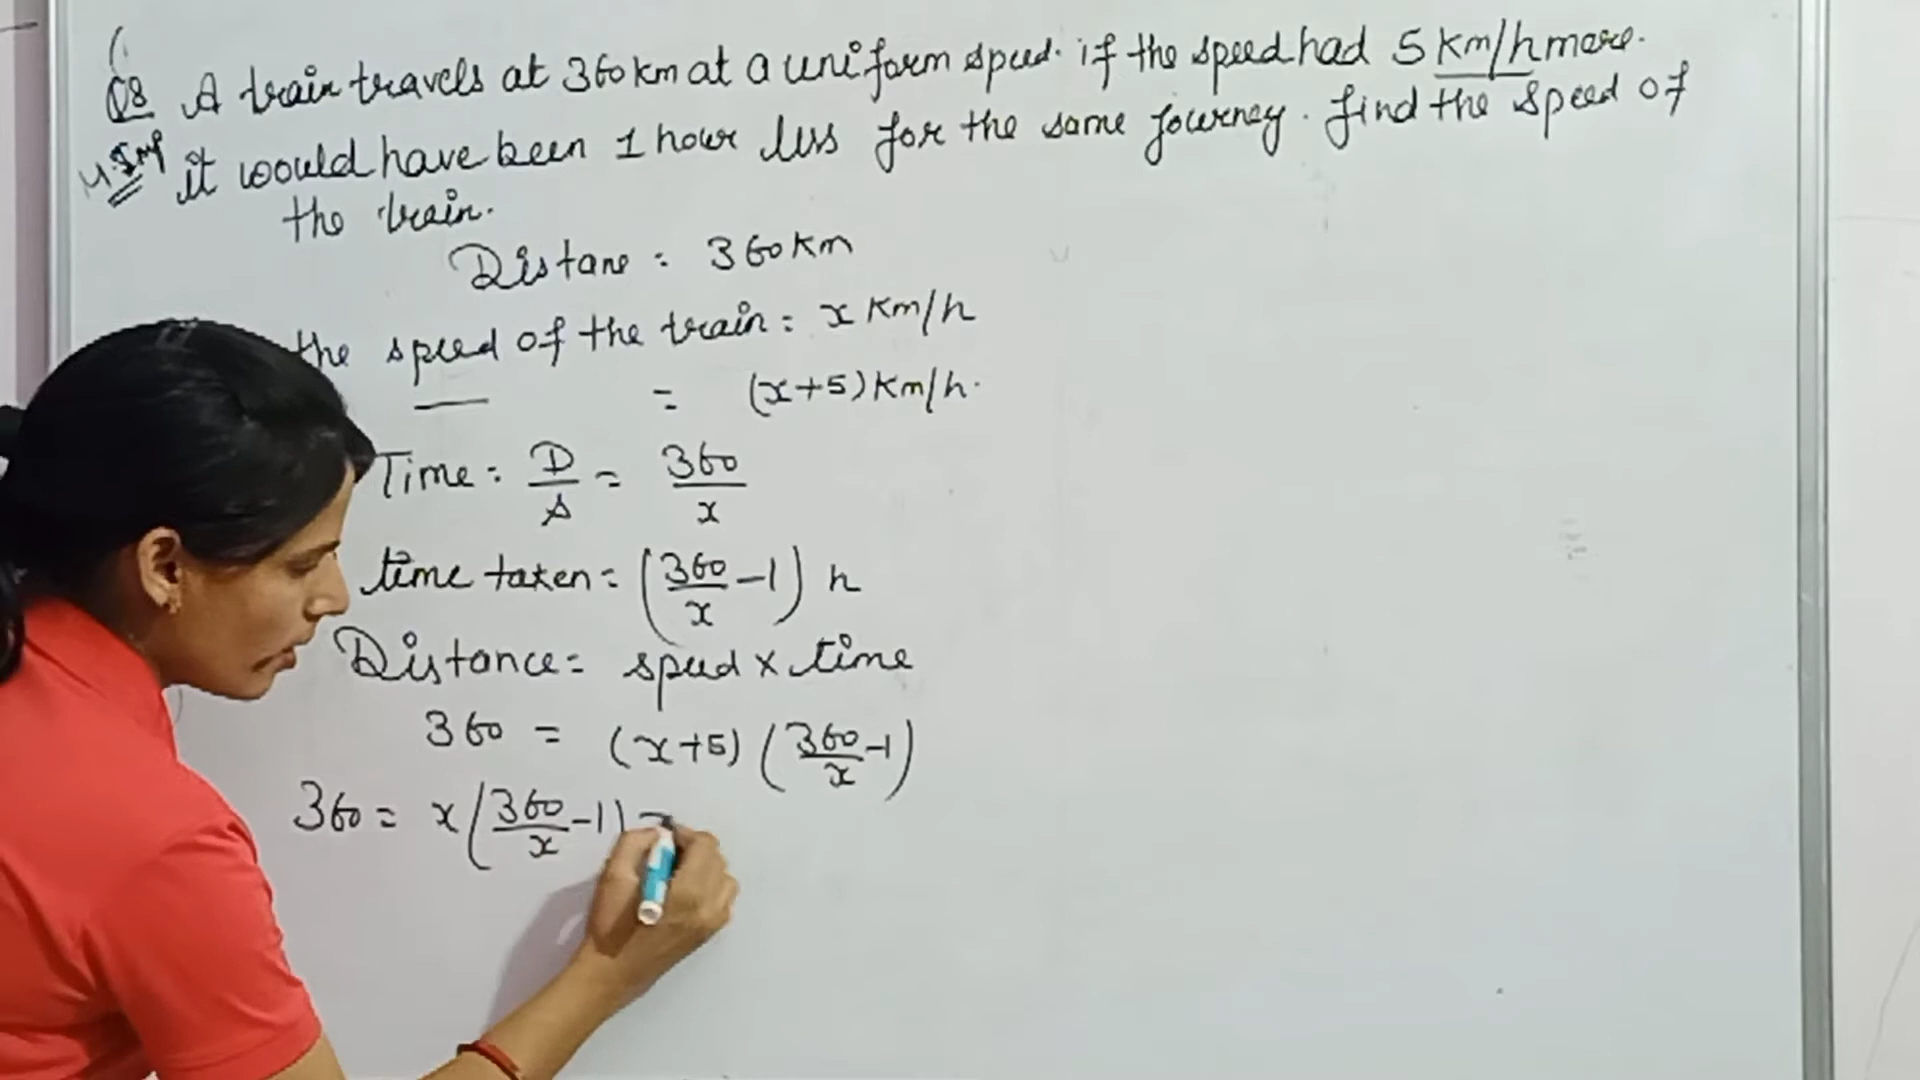 Q8 A train travels at 360 km at a uniform speed. if the speed had 5 km/h more.
M.Imp it would have been 1 hour less for the same journey. find the speed of
the train.
Distane = 360 km
the speed of the train = x km/h
= (x+5) km/h.
Time = D/s = 360/x
time taken = (360/x - 1) h
Distance = speed x time
360 = (x+5) (360/x - 1)
360 = x (360/x - 1)